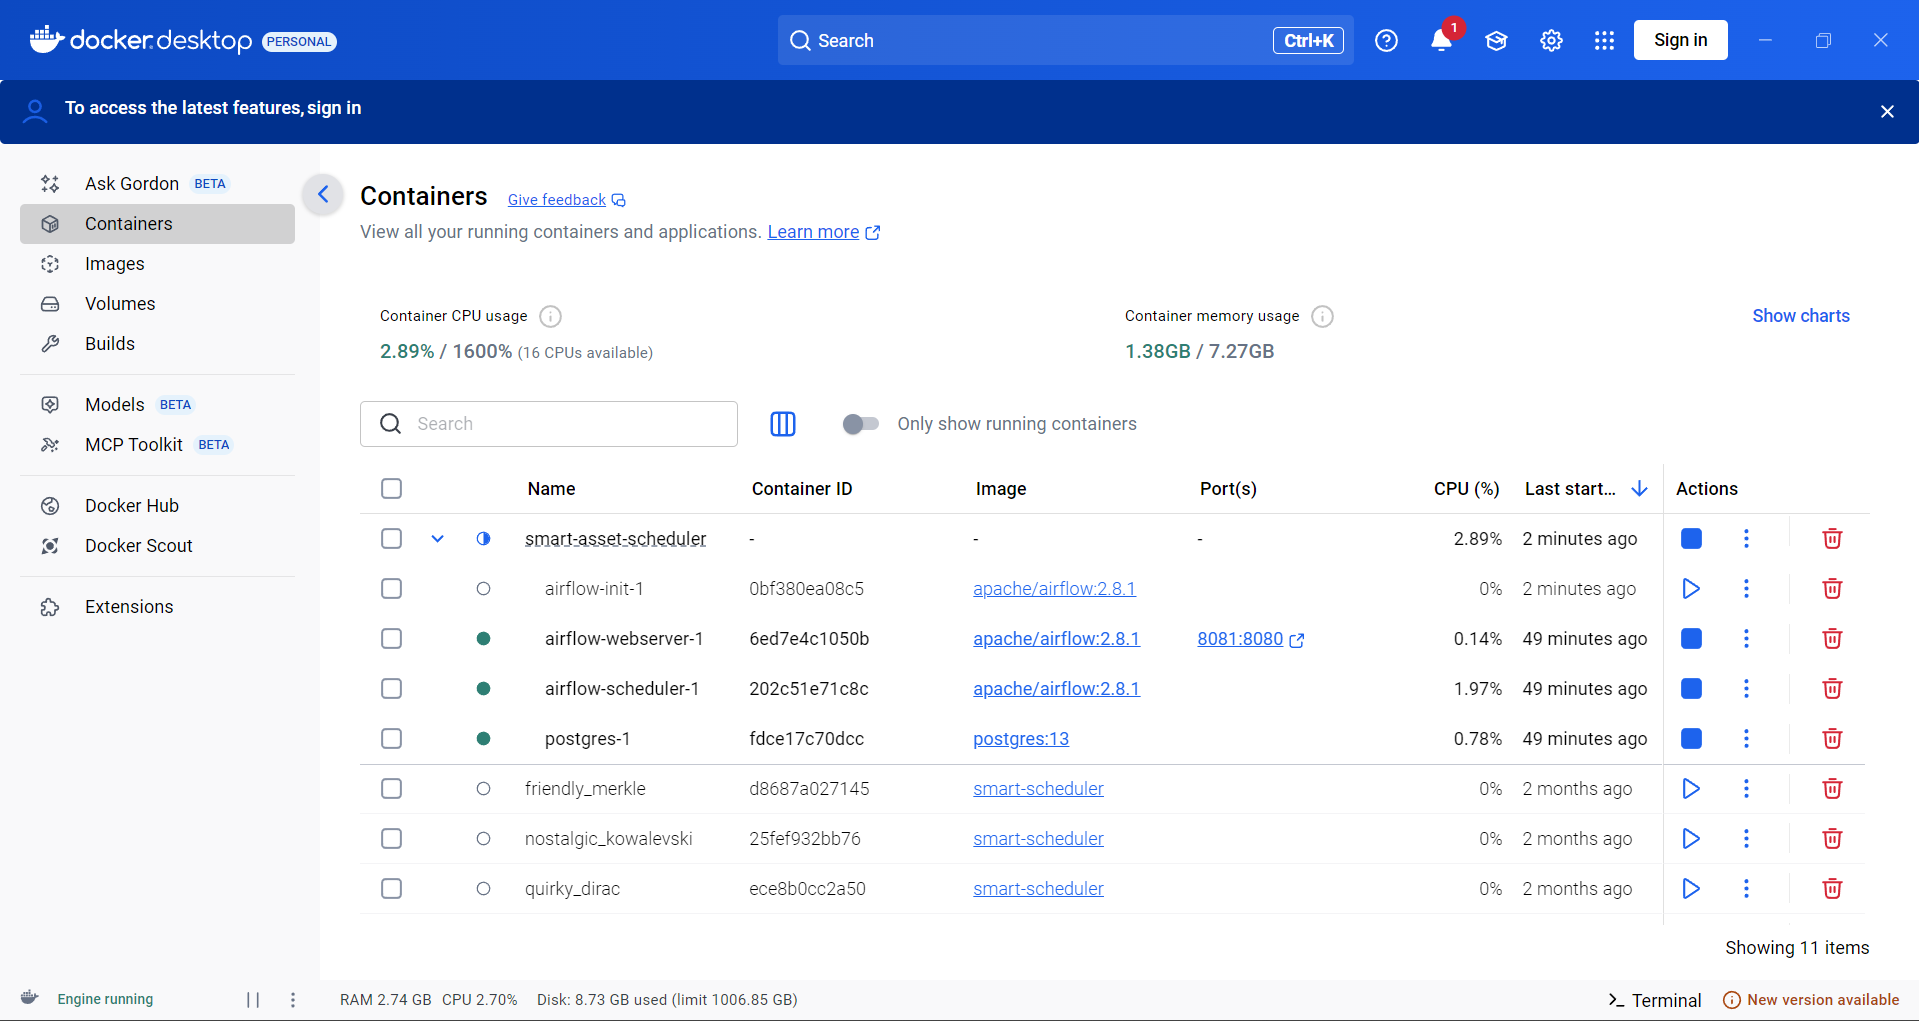 docker.desktop PERSONAL
Search Ctrl+K
1
Sign in
To access the latest features, sign in
Ask Gordon BETA
Containers
Images
Volumes
Builds
Models BETA
MCP Toolkit BETA
Docker Hub
Docker Scout
Extensions
Containers Give feedback
View all your running containers and applications. Learn more
Container CPU usage
2.89% / 1600% (16 CPUs available)
Container memory usage
1.38GB / 7.27GB
Show charts
Search
Only show running containers
Name Container ID Image Port(s) CPU (%) Last start... Actions
smart-asset-scheduler - - - 2.89% 2 minutes ago
airflow-init-1 0bf380ea08c5 apache/airflow:2.8.1 0% 2 minutes ago
airflow-webserver-1 6ed7e4c1050b apache/airflow:2.8.1 8081:8080 0.14% 49 minutes ago
airflow-scheduler-1 202c51e71c8c apache/airflow:2.8.1 1.97% 49 minutes ago
postgres-1 fdce17c70dcc postgres:13 0.78% 49 minutes ago
friendly_merkle d8687a027145 smart-scheduler 0% 2 months ago
nostalgic_kowalevski 25fef932bb76 smart-scheduler 0% 2 months ago
quirky_dirac ece8b0cc2a50 smart-scheduler 0% 2 months ago
Showing 11 items
Engine running
RAM 2.74 GB CPU 2.70% Disk: 8.73 GB used (limit 1006.85 GB)
Terminal
New version available